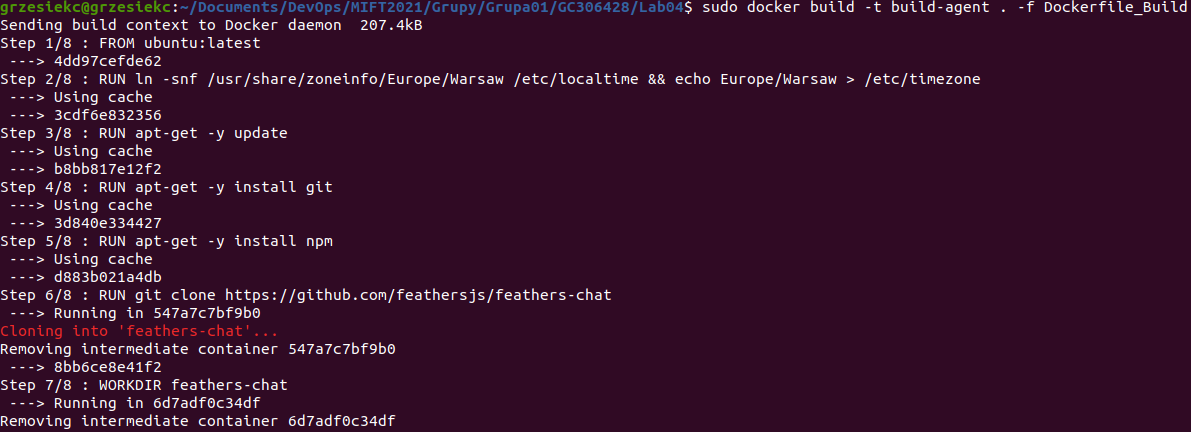 grzesiekc@grzesiekc:~/Documents/DevOps/MIFT2021/Grupy/Grupa01/GC306428/Lab04$ sudo docker build -t build-agent . -f Dockerfile_Build
Sending build context to Docker daemon  207.4kB
Step 1/8 : FROM ubuntu:latest
 ---> 4dd97cefde62
Step 2/8 : RUN ln -snf /usr/share/zoneinfo/Europe/Warsaw /etc/localtime && echo Europe/Warsaw > /etc/timezone
 ---> Using cache
 ---> 3cdf6e832356
Step 3/8 : RUN apt-get -y update
 ---> Using cache
 ---> b8bb817e12f2
Step 4/8 : RUN apt-get -y install git
 ---> Using cache
 ---> 3d840e334427
Step 5/8 : RUN apt-get -y install npm
 ---> Using cache
 ---> d883b021a4db
Step 6/8 : RUN git clone https://github.com/feathersjs/feathers-chat
 ---> Running in 547a7c7bf9b0
Cloning into 'feathers-chat'...
Removing intermediate container 547a7c7bf9b0
 ---> 8bb6ce8e41f2
Step 7/8 : WORKDIR feathers-chat
 ---> Running in 6d7adf0c34df
Removing intermediate container 6d7adf0c34df